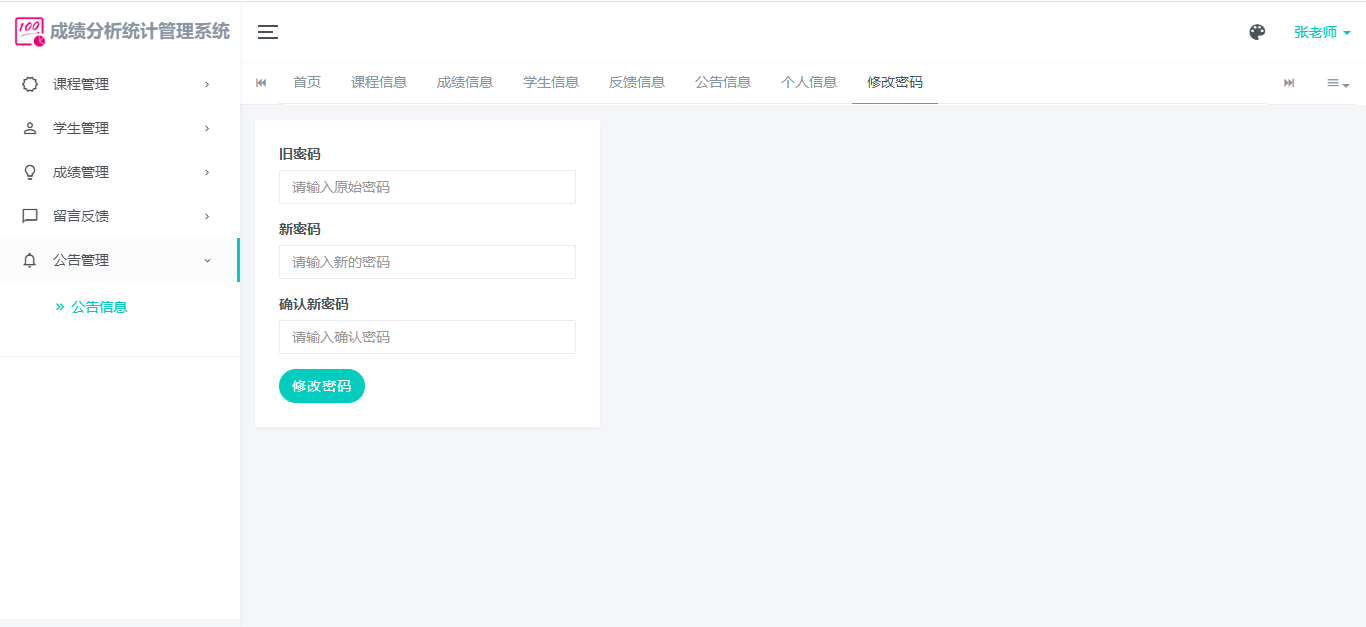 100
成绩分析统计管理系统
张老师
课程管理
学生管理
成绩管理
留言反馈
公告管理
公告信息
首页 课程信息 成绩信息 学生信息 反馈信息 公告信息 个人信息 修改密码
旧密码
请输入原始密码
新密码
请输入新的密码
确认新密码
请输入确认密码
修改密码